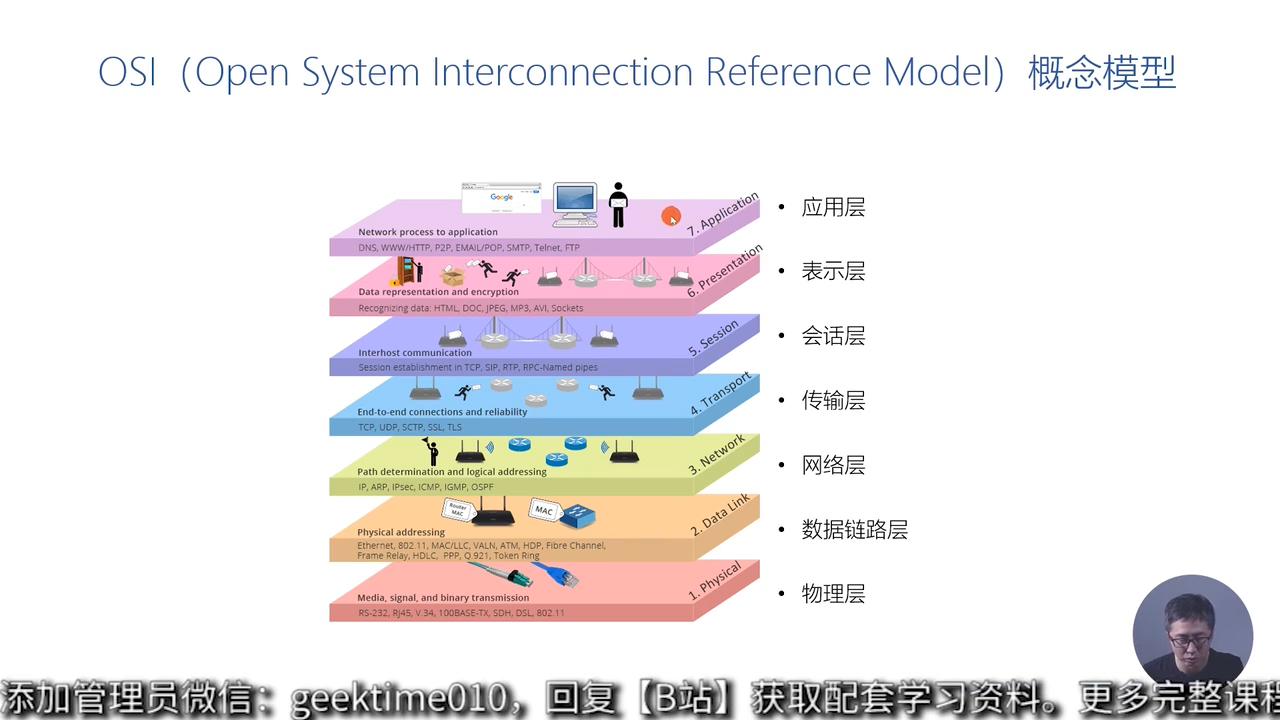 OSI（Open System Interconnection Reference Model）概念模型
Google
7. Application
Network process to application
DNS, WWW/HTTP, P2P, EMAIL/POP, SMTP, Telnet, FTP
• 应用层
6. Presentation
Data representation and encryption
Recognizing data: HTML, DOC, JPEG, MP3, AVI, Sockets
• 表示层
5. Session
Interhost communication
Session establishment in TCP, SIP, RTP, RPC-Named pipes
• 会话层
4. Transport
End-to-end connections and reliability
TCP, UDP, SCTP, SSL, TLS
• 传输层
3. Network
Path determination and logical addressing
IP, ARP, IPsec, ICMP, IGMP, OSPF
• 网络层
Router
MAC
MAC
2. Data Link
Physical addressing
Ethernet, 802.11, MAC/LLC, VALN, ATM, HDP, Fibre Channel,
Frame Relay, HDLC, PPP, Q.921, Token Ring
• 数据链路层
1. Physical
Media, signal, and binary transmission
RS-232, RJ45, V.34, 100BASE-TX, SDH, DSL, 802.11
• 物理层
添加管理员微信：geektime010，回复【B站】获取配套学习资料。更多完整课程